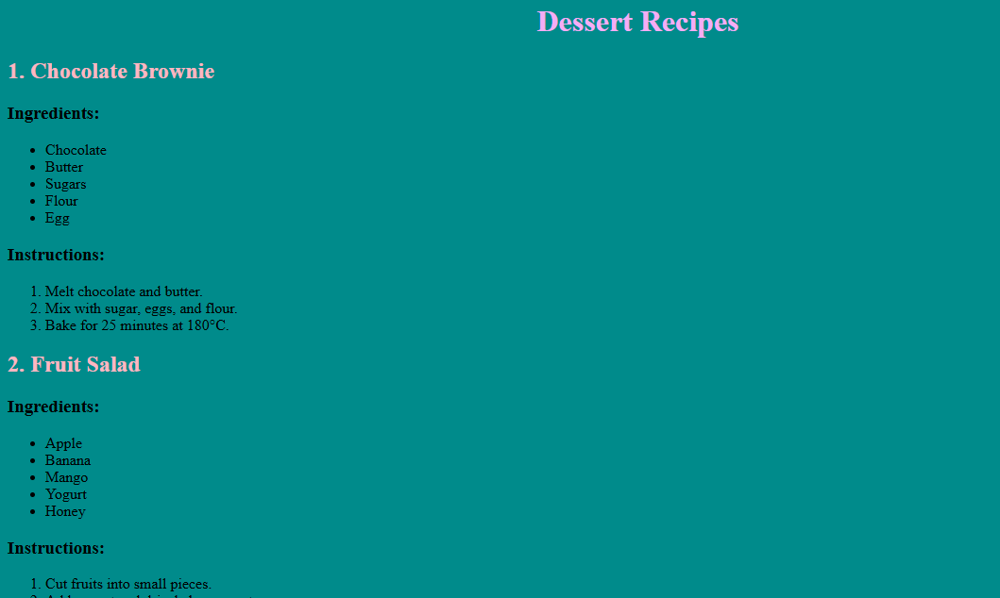 Dessert Recipes
1. Chocolate Brownie
Ingredients:
• Chocolate
• Butter
• Sugars
• Flour
• Egg
Instructions:
1. Melt chocolate and butter.
2. Mix with sugar, eggs, and flour.
3. Bake for 25 minutes at 180°C.
2. Fruit Salad
Ingredients:
• Apple
• Banana
• Mango
• Yogurt
• Honey
Instructions:
1. Cut fruits into small pieces.